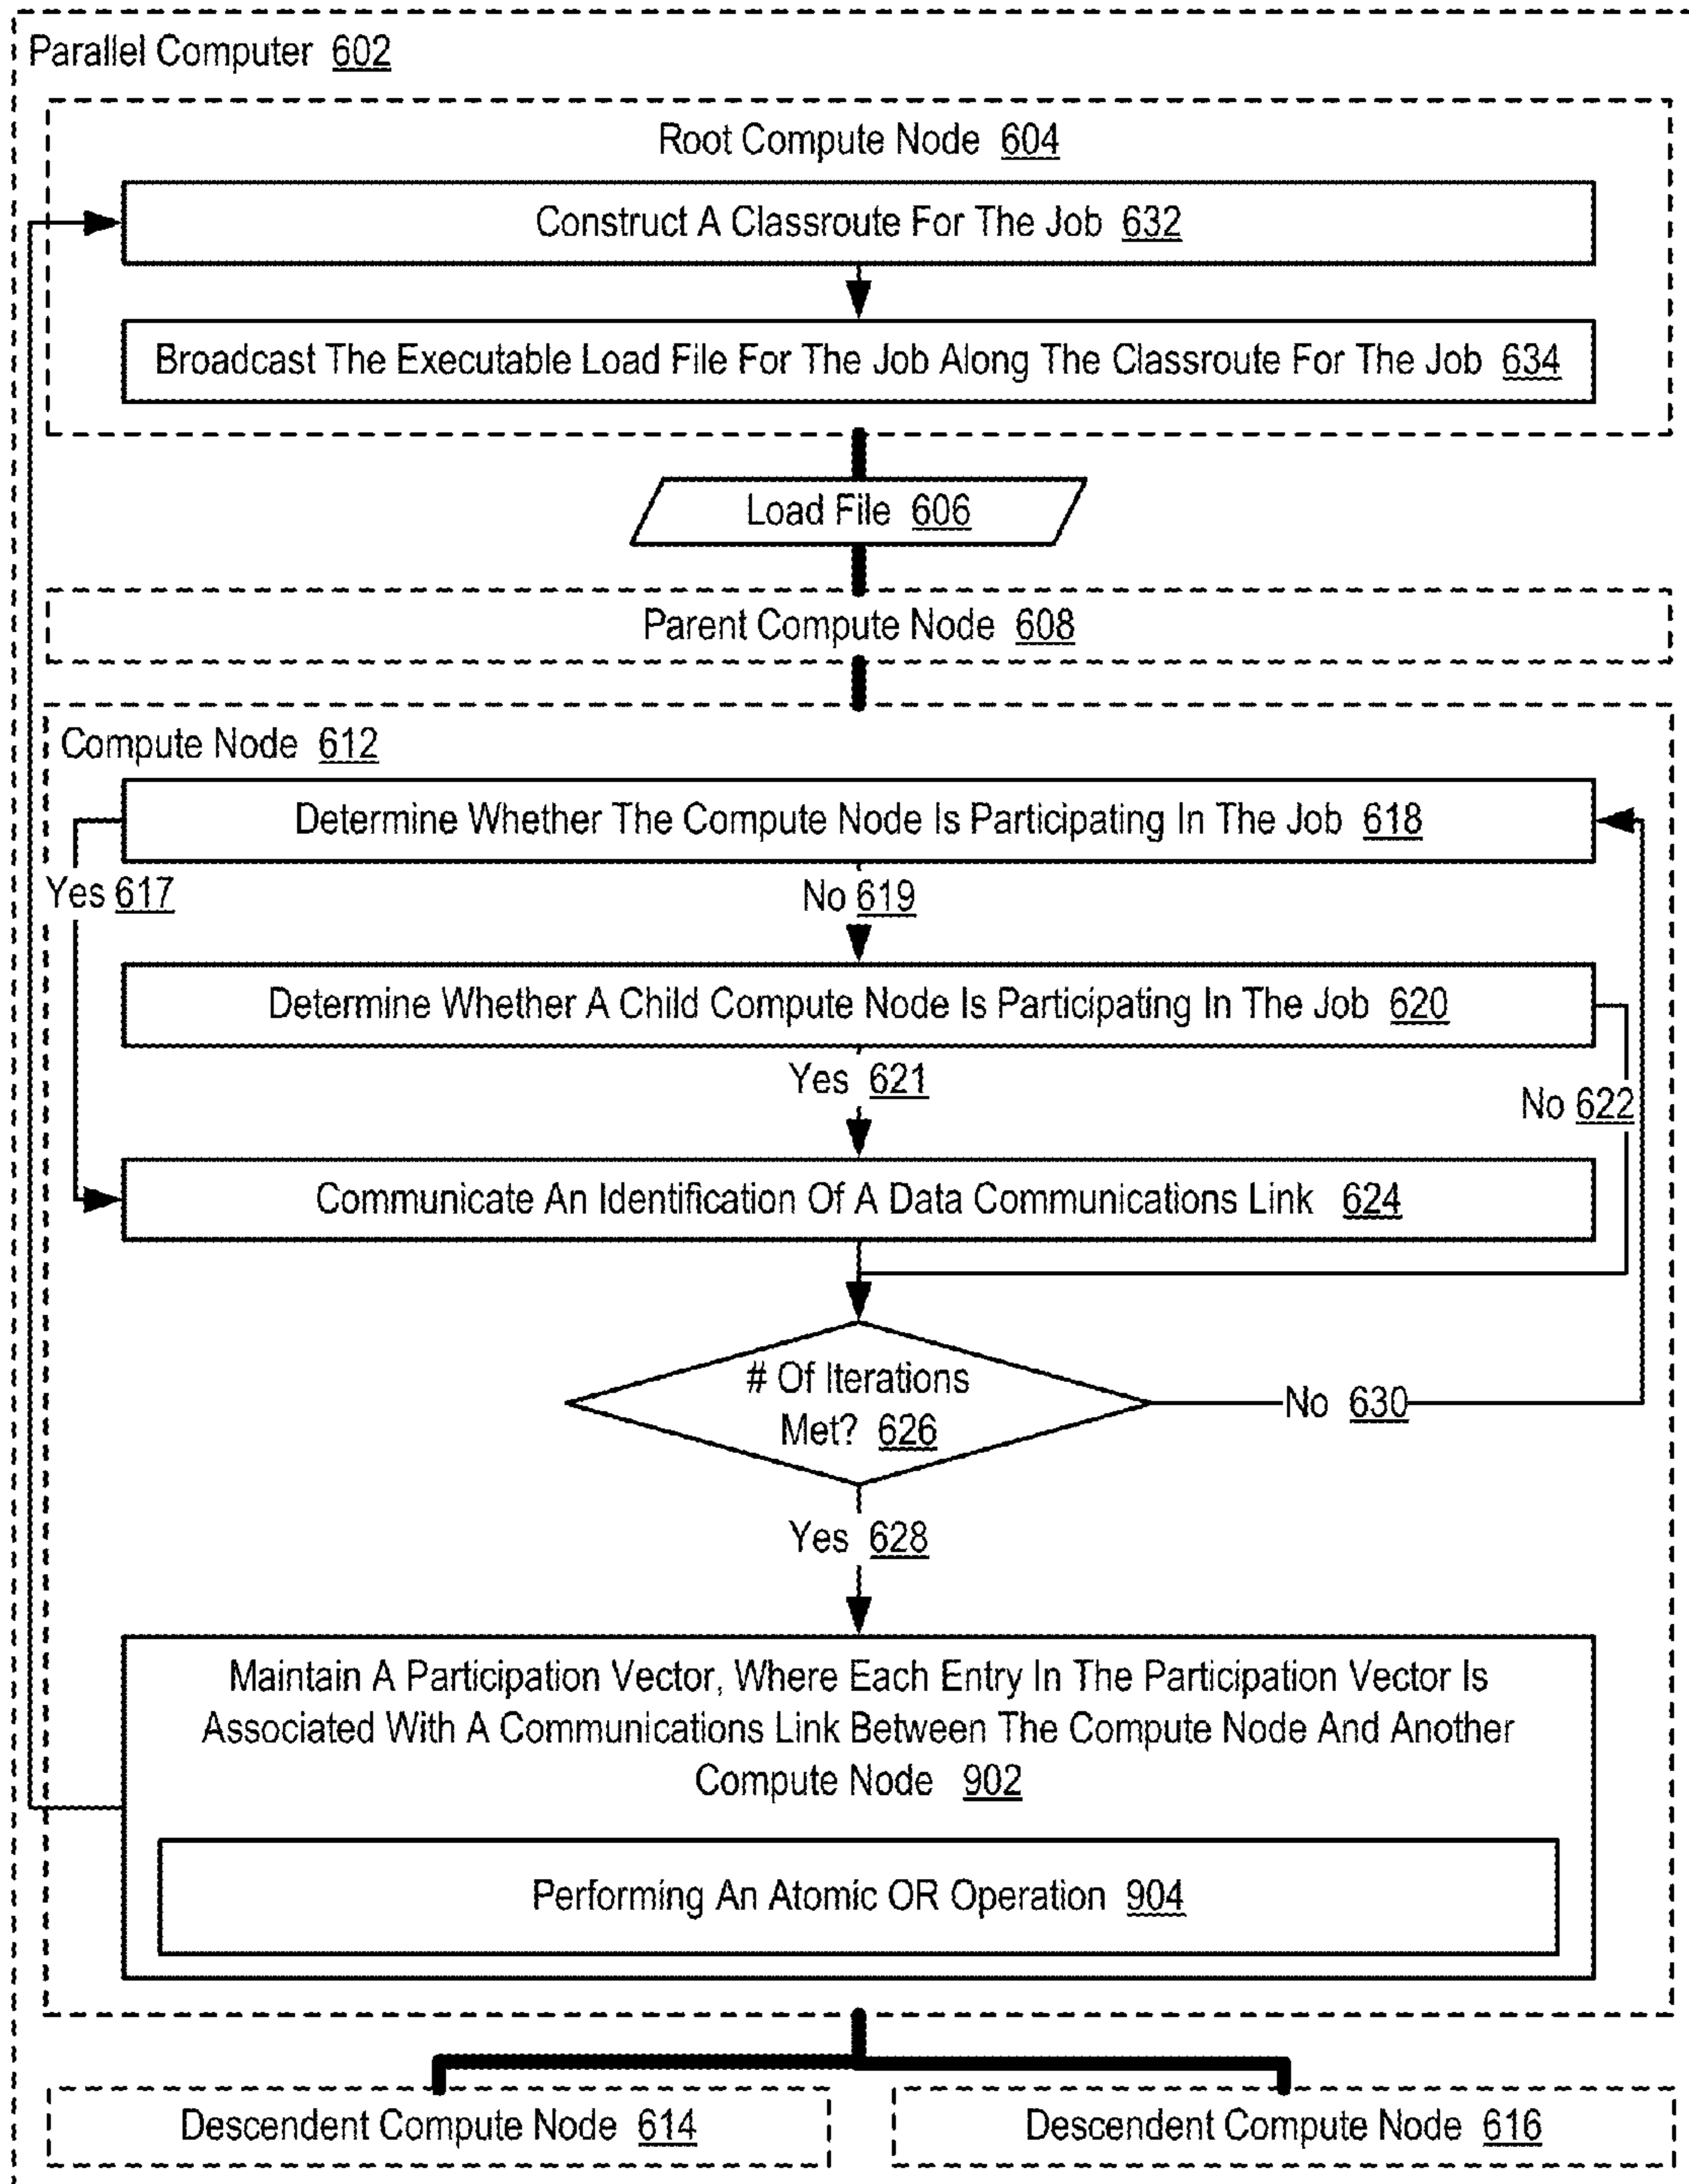 Parallel Computer 602
Root Compute Node 604
Construct A Classroute For The Job 632
Broadcast The Executable Load File For The Job Along The Classroute For The Job 634
Load File 606
Parent Compute Node 608
Compute Node 612
Determine Whether The Compute Node Is Participating In The Job 618
Yes 617
No 619
Determine Whether A Child Compute Node Is Participating In The Job 620
Yes 621
No 622
Communicate An Identification Of A Data Communications Link 624
# Of Iterations
Met? 626
No 630
Yes 628
Maintain A Participation Vector, Where Each Entry In The Participation Vector Is
Associated With A Communications Link Between The Compute Node And Another
Compute Node 902
Performing An Atomic OR Operation 904
Descendent Compute Node 614
Descendent Compute Node 616